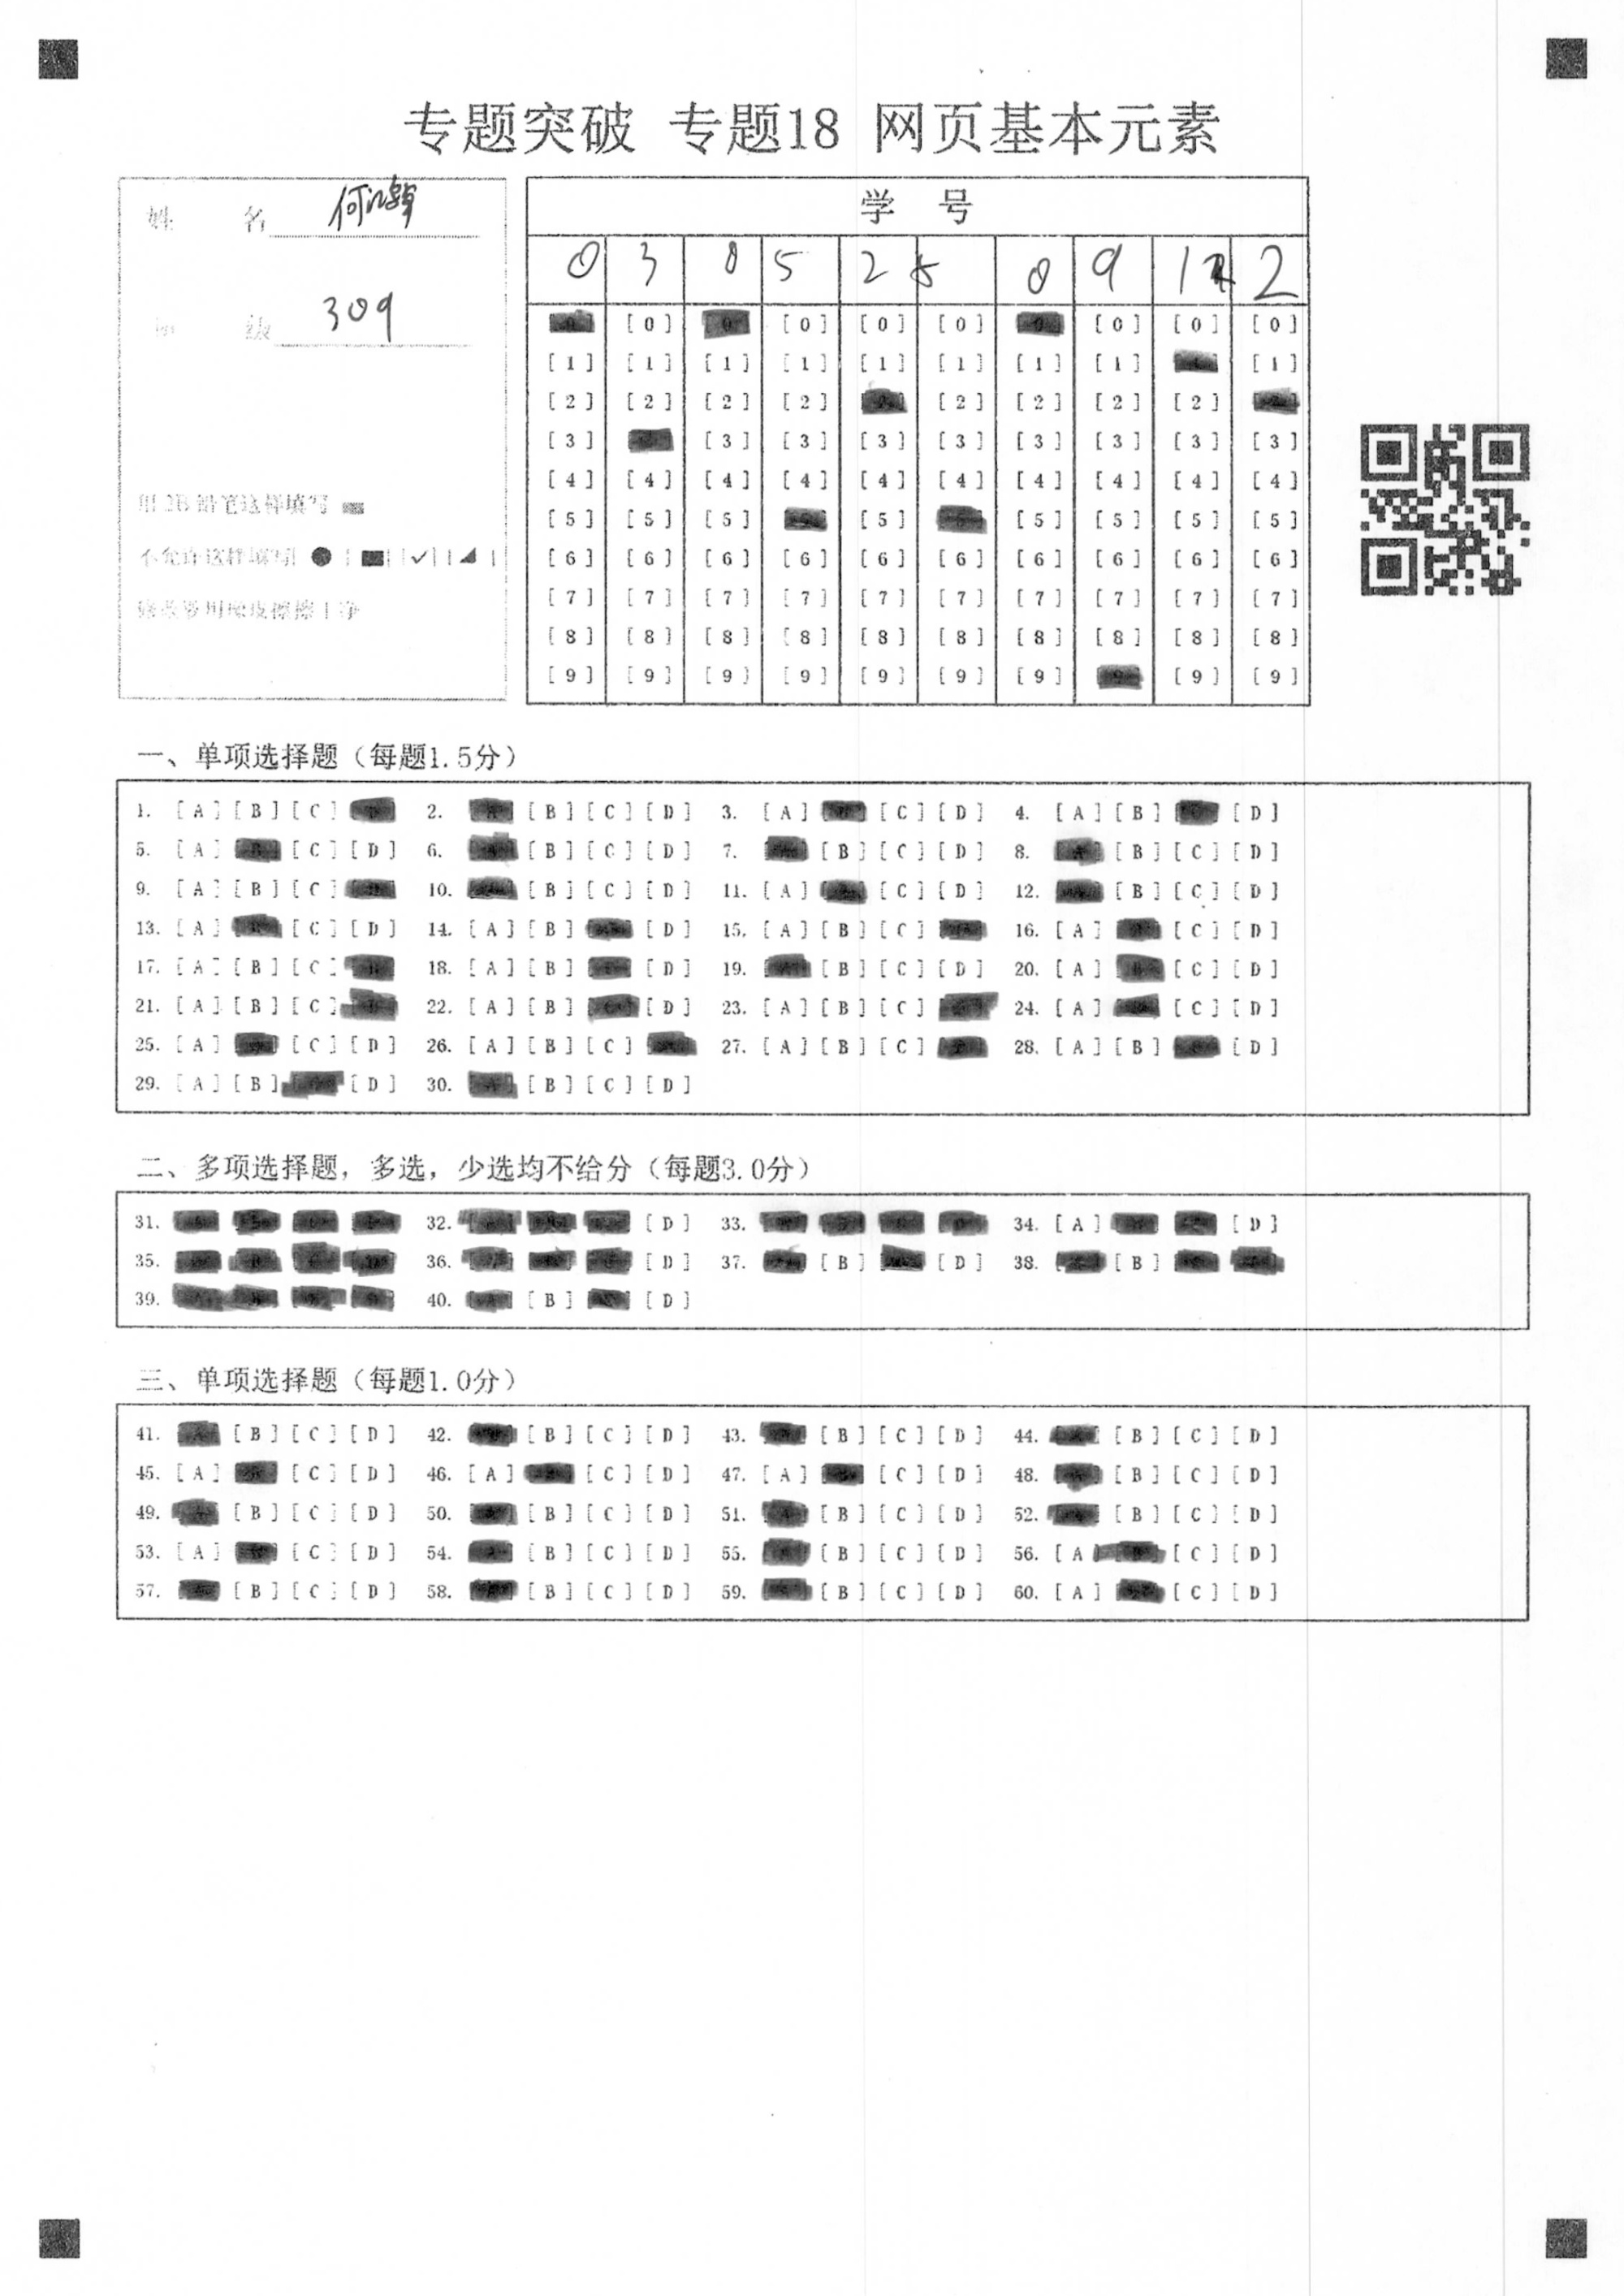 专题突破 专题18 网页基本元素
姓 名
309
用2B铅笔这样填写
不允许这样填写
修改要用橡皮擦擦干净
学 号
0 3 0 5 2 5 0 9 1 2
[0] [0] [0] [0] [0] [0] [0]
[1] [1] [1] [1] [1] [1] [1] [1] [1]
[2] [2] [2] [2] [2] [2] [2] [2]
[3] [3] [3] [3] [3] [3] [3] [3] [3]
[4] [4] [4] [4] [4] [4] [4] [4] [4] [4]
[5] [5] [5] [5] [5] [5] [5] [5]
[6] [6] [6] [6] [6] [6] [6] [6] [6] [6]
[7] [7] [7] [7] [7] [7] [7] [7] [7] [7]
[8] [8] [8] [8] [8] [8] [8] [8] [8] [8]
[9] [9] [9] [9] [9] [9] [9] [9] [9]
一、单项选择题（每题1.5分）
1. [A] [B] [C] 2. [B] [C] [D] 3. [A] [C] [D] 4. [A] [B] [D]
5. [A] [C] [D] 6. [B] [C] [D] 7. [B] [C] [D] 8. [B] [C] [D]
9. [A] [B] [C] 10. [B] [C] [D] 11. [A] [C] [D] 12. [B] [C] [D]
13. [A] [C] [D] 14. [A] [B] [D] 15. [A] [B] [C] 16. [A] [C] [D]
17. [A] [B] [C] 18. [A] [B] [D] 19. [B] [C] [D] 20. [A] [C] [D]
21. [A] [B] [C] 22. [A] [B] [D] 23. [A] [B] [C] 24. [A] [C] [D]
25. [A] [C] [D] 26. [A] [B] [C] 27. [A] [B] [C] 28. [A] [B] [D]
29. [A] [B] [D] 30. [B] [C] [D]
二、多项选择题，多选，少选均不给分（每题3.0分）
31. 32. [D] 33. 34. [A] [D]
35. 36. [D] 37. [B] [D] 38. [B]
39. 40. [B] [D]
三、单项选择题（每题1.0分）
41. [B] [C] [D] 42. [B] [C] [D] 43. [B] [C] [D] 44. [B] [C] [D]
45. [A] [C] [D] 46. [A] [C] [D] 47. [A] [C] [D] 48. [B] [C] [D]
49. [B] [C] [D] 50. [B] [C] [D] 51. [B] [C] [D] 52. [B] [C] [D]
53. [A] [C] [D] 54. [B] [C] [D] 55. [B] [C] [D] 56. [A [C] [D]
57. [B] [C] [D] 58. [B] [C] [D] 59. [B] [C] [D] 60. [A] [C] [D]